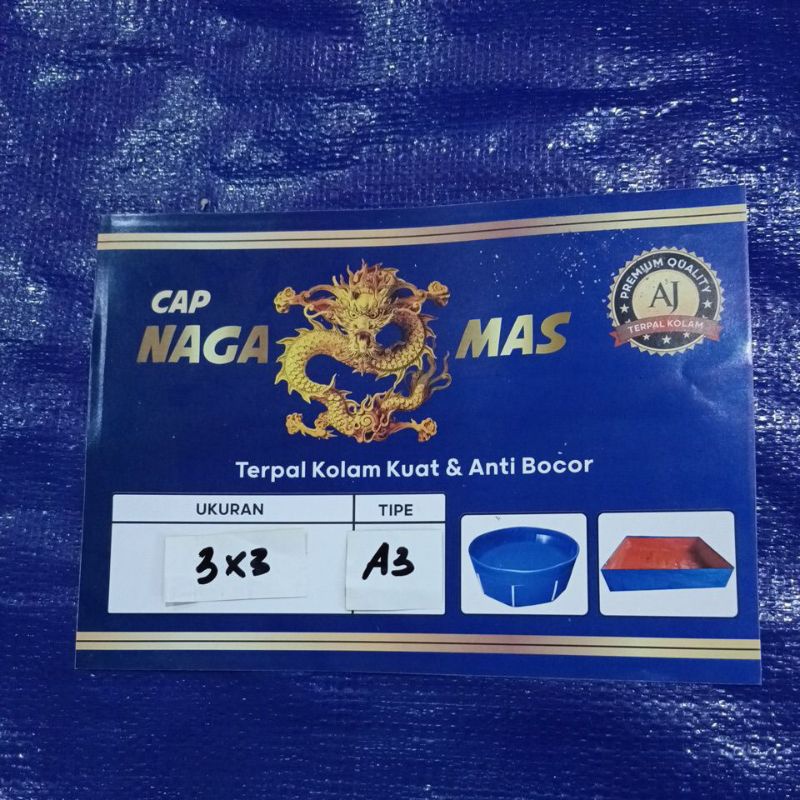 CAP
NAGA MAS
PREMIUM QUALITY
AJ
TERPAL KOLAM
Terpal Kolam Kuat & Anti Bocor
UKURAN TIPE
3x3 A3